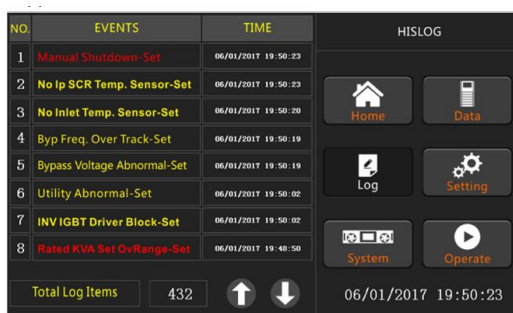 NO. EVENTS TIME
1 Manual Shutdown-Set 06/01/2017 19:50:23
2 No Ip SCR Temp. Sensor-Set 06/01/2017 19:50:23
3 No Inlet Temp. Sensor-Set 06/01/2017 19:50:20
4 Byp Freq. Over Track-Set 06/01/2017 19:50:19
5 Bypass Voltage Abnormal-Set 06/01/2017 19:50:19
6 Utility Abnormal-Set 06/01/2017 19:50:02
7 INV IGBT Driver Block-Set 06/01/2017 19:50:02
8 Rated KVA Set OvRange-Set 06/01/2017 19:48:50
Total Log Items 432
HISLOG
Home Data
Log Setting
System Operate
06/01/2017 19:50:23